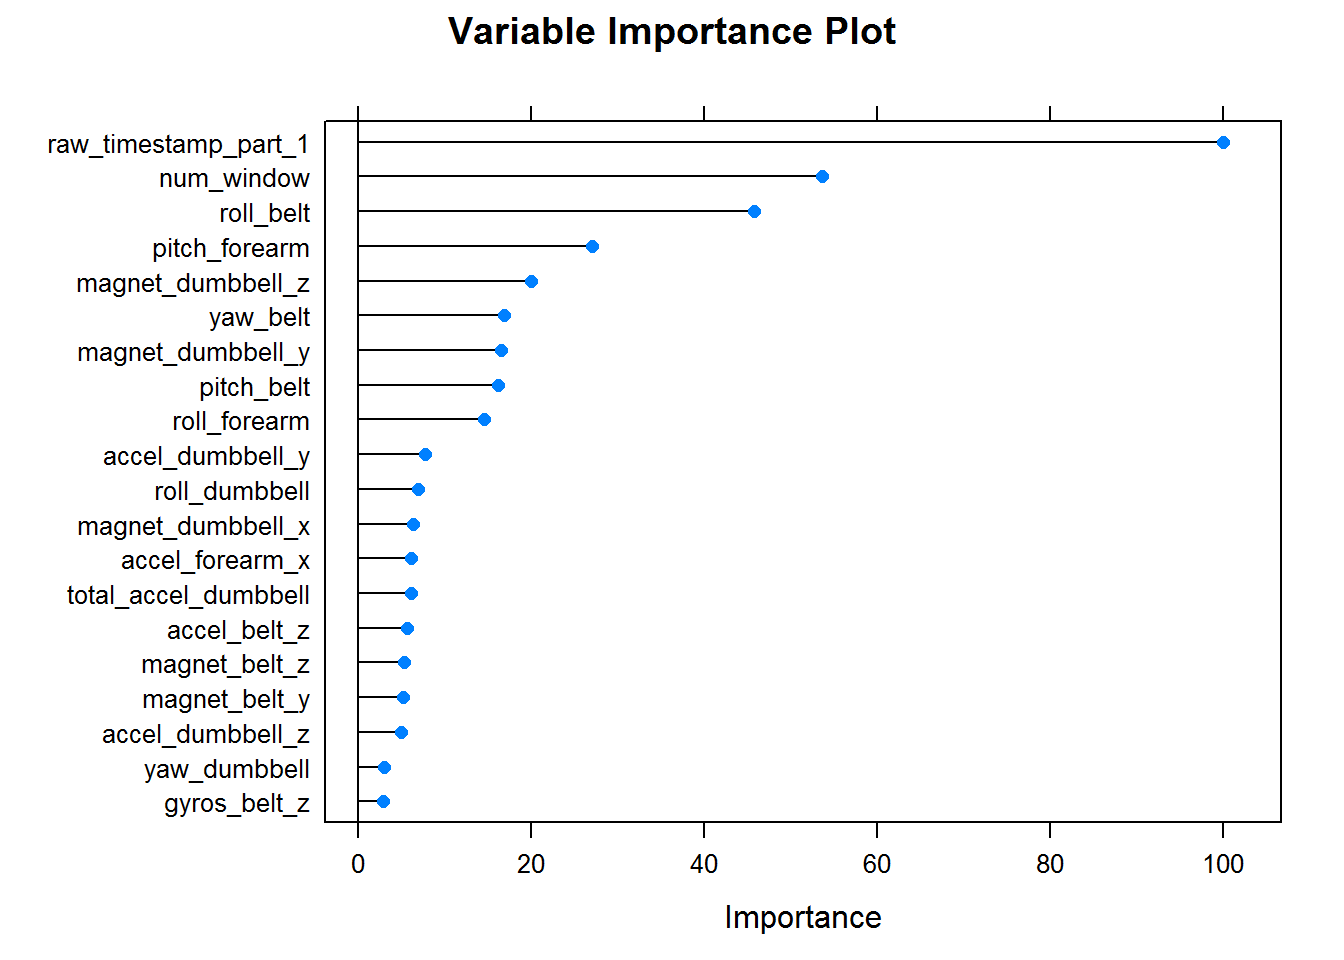 Variable Importance Plot
raw_timestamp_part_1
num_window
roll_belt
pitch_forearm
magnet_dumbbell_z
yaw_belt
magnet_dumbbell_y
pitch_belt
roll_forearm
accel_dumbbell_y
roll_dumbbell
magnet_dumbbell_x
accel_forearm_x
total_accel_dumbbell
accel_belt_z
magnet_belt_z
magnet_belt_y
accel_dumbbell_z
yaw_dumbbell
gyros_belt_z
0 20 40 60 80 100
Importance